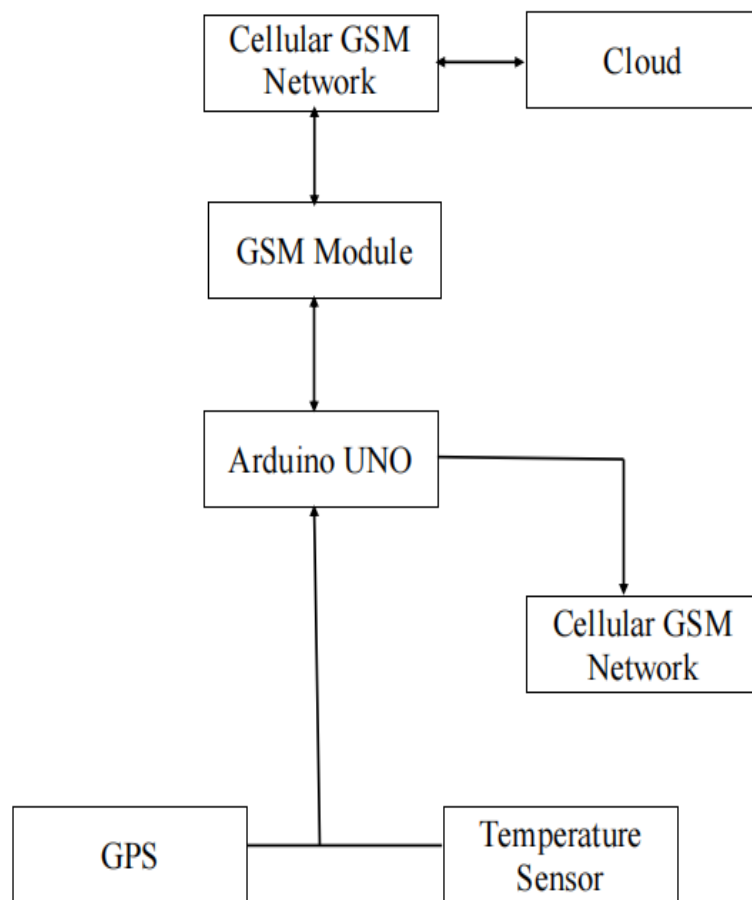 Cellular GSM
Network
Cloud
GSM Module
Arduino UNO
Cellular GSM
Network
GPS
Temperature
Sensor